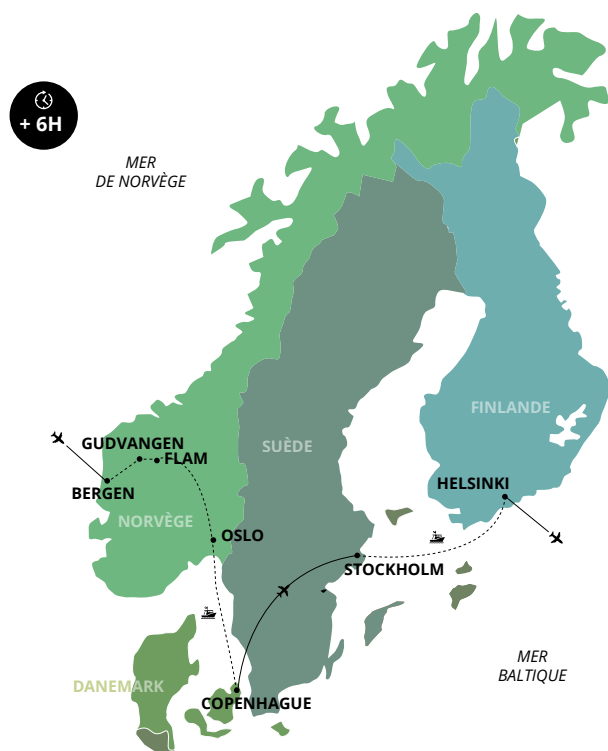 + 6H
MER
DE NORVÈGE
FINLANDE
GUDVANGEN
SUÈDE
FLAM
HELSINKI
BERGEN
NORVÈGE
OSLO
STOCKHOLM
MER
BALTIQUE
DANEMARK
COPENHAGUE